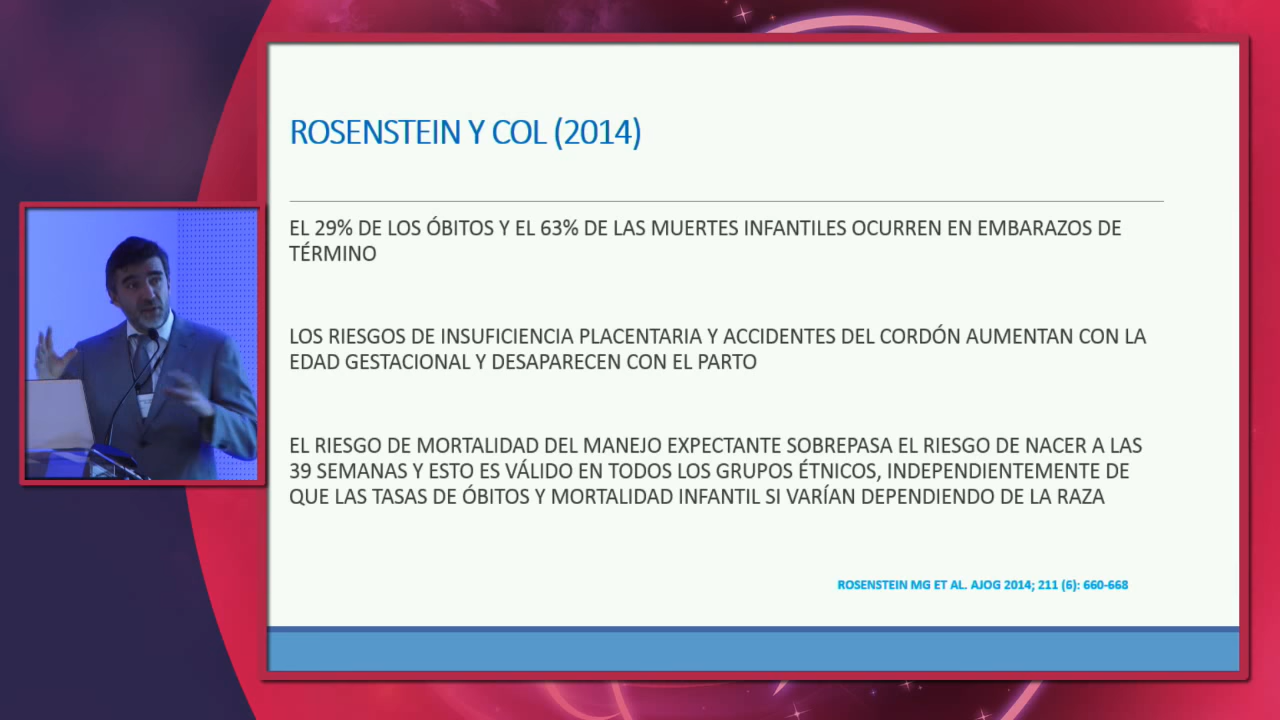 ROSENSTEIN Y COL (2014)
EL 29% DE LOS ÓBITOS Y EL 63% DE LAS MUERTES INFANTILES OCURREN EN EMBARAZOS DE
TÉRMINO
LOS RIESGOS DE INSUFICIENCIA PLACENTARIA Y ACCIDENTES DEL CORDÓN AUMENTAN CON LA
EDAD GESTACIONAL Y DESAPARECEN CON EL PARTO
EL RIESGO DE MORTALIDAD DEL MANEJO EXPECTANTE SOBREPASA EL RIESGO DE NACER A LAS
39 SEMANAS Y ESTO ES VÁLIDO EN TODOS LOS GRUPOS ÉTNICOS, INDEPENDIENTEMENTE DE
QUE LAS TASAS DE ÓBITOS Y MORTALIDAD INFANTIL SI VARÍAN DEPENDIENDO DE LA RAZA
ROSENSTEIN MG ET AL. AJOG 2014; 211 (6): 660-668